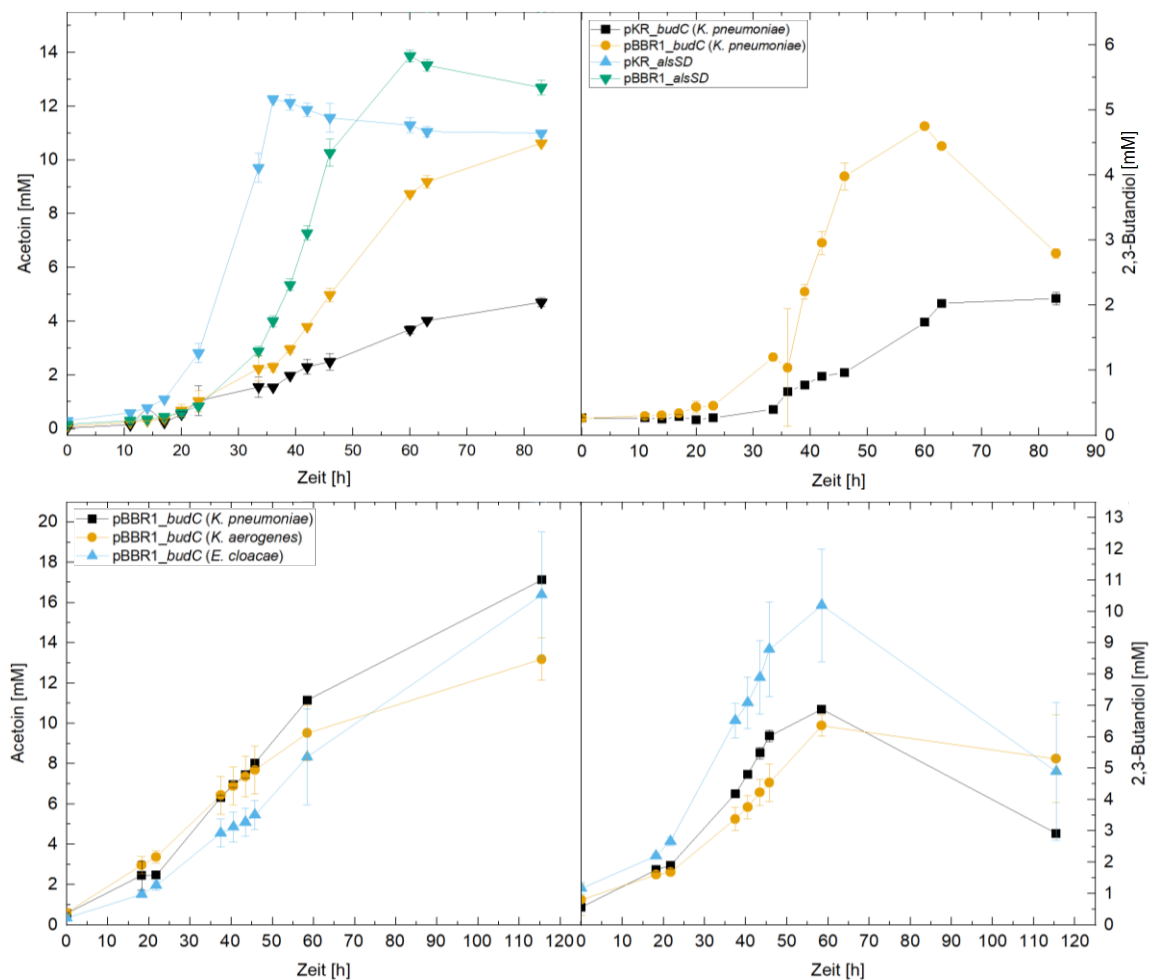 pKR_budC (K. pneumoniae)
pBBR1_budC (K. pneumoniae)
pKR_alsSD
pBBR1_alsSD
Acetoin [mM]
14
12
10
8
6
4
2
0
0 10 20 30 40 50 60 70 80 90
Zeit [h]
6
5
4
3
2
1
0
2,3-Butandiol [mM]
0 10 20 30 40 50 60 70 80 90
Zeit [h]
pBBR1_budC (K. pneumoniae)
pBBR1_budC (K. aerogenes)
pBBR1_budC (E. cloacae)
Acetoin [mM]
20
18
16
14
12
10
8
6
4
2
0
0 10 20 30 40 50 60 70 80 90 100 110 120
Zeit [h]
13
12
11
10
9
8
7
6
5
4
3
2
1
0
2,3-Butandiol [mM]
0 10 20 30 40 50 60 70 80 90 100 110 120
Zeit [h]